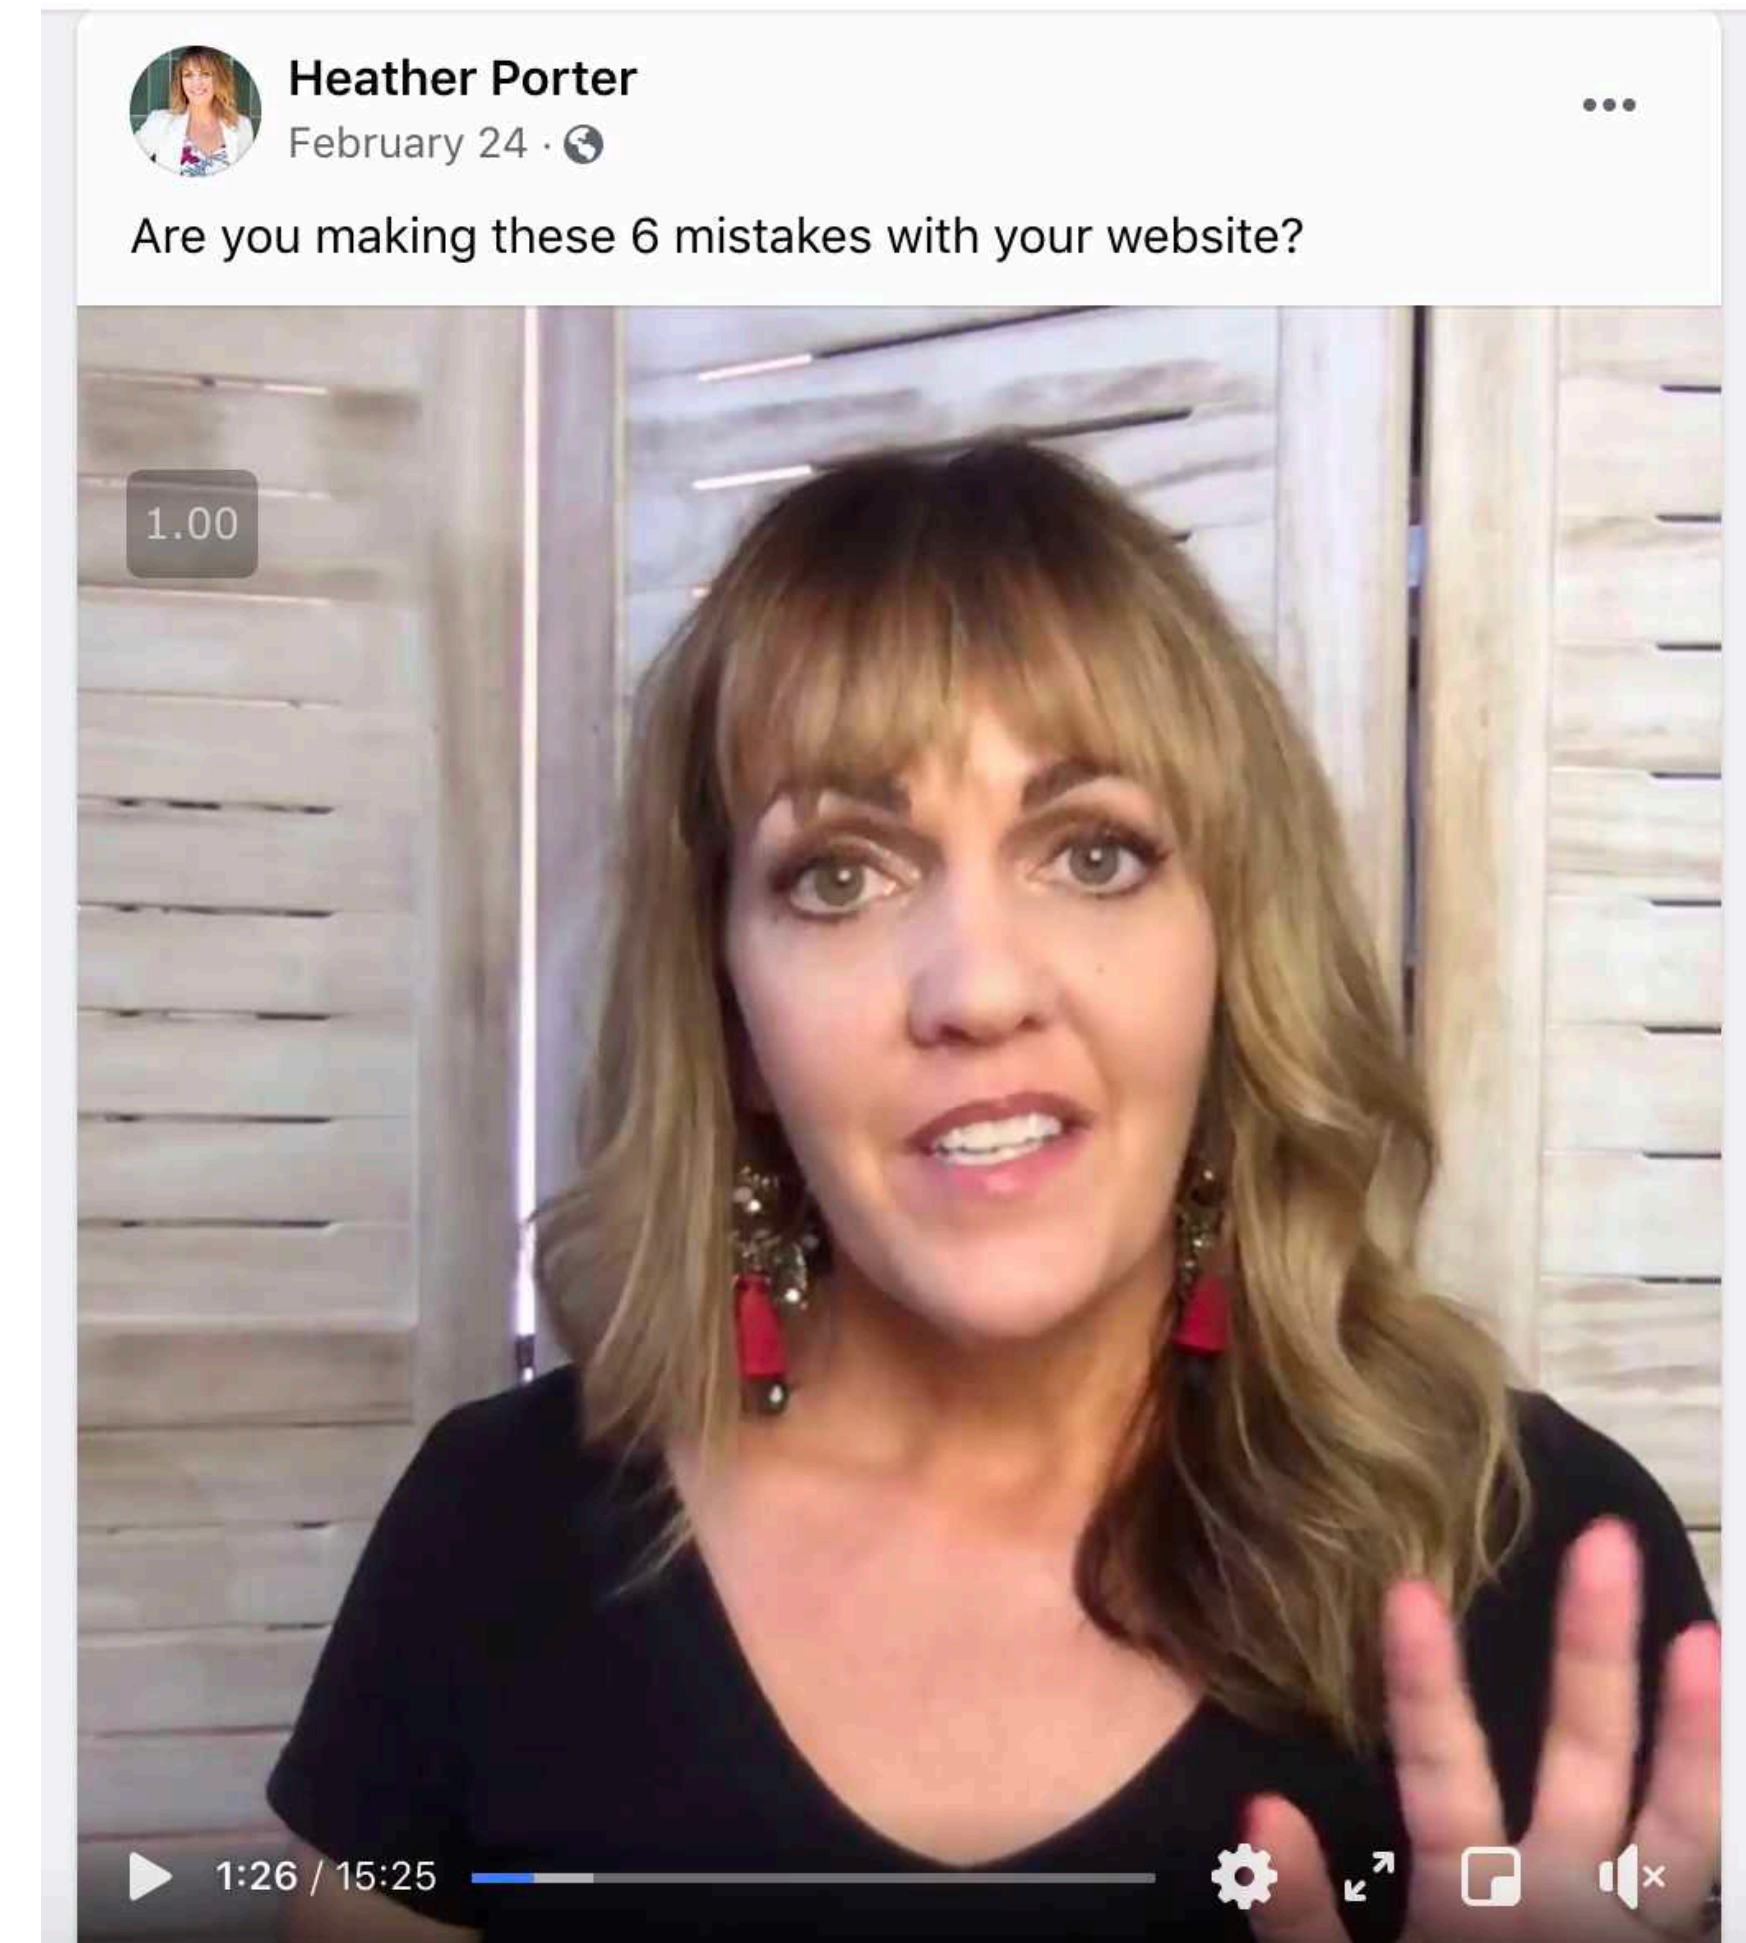 Heather Porter
February 24 ·
Are you making these 6 mistakes with your website?
1.00
1:26 / 15:25